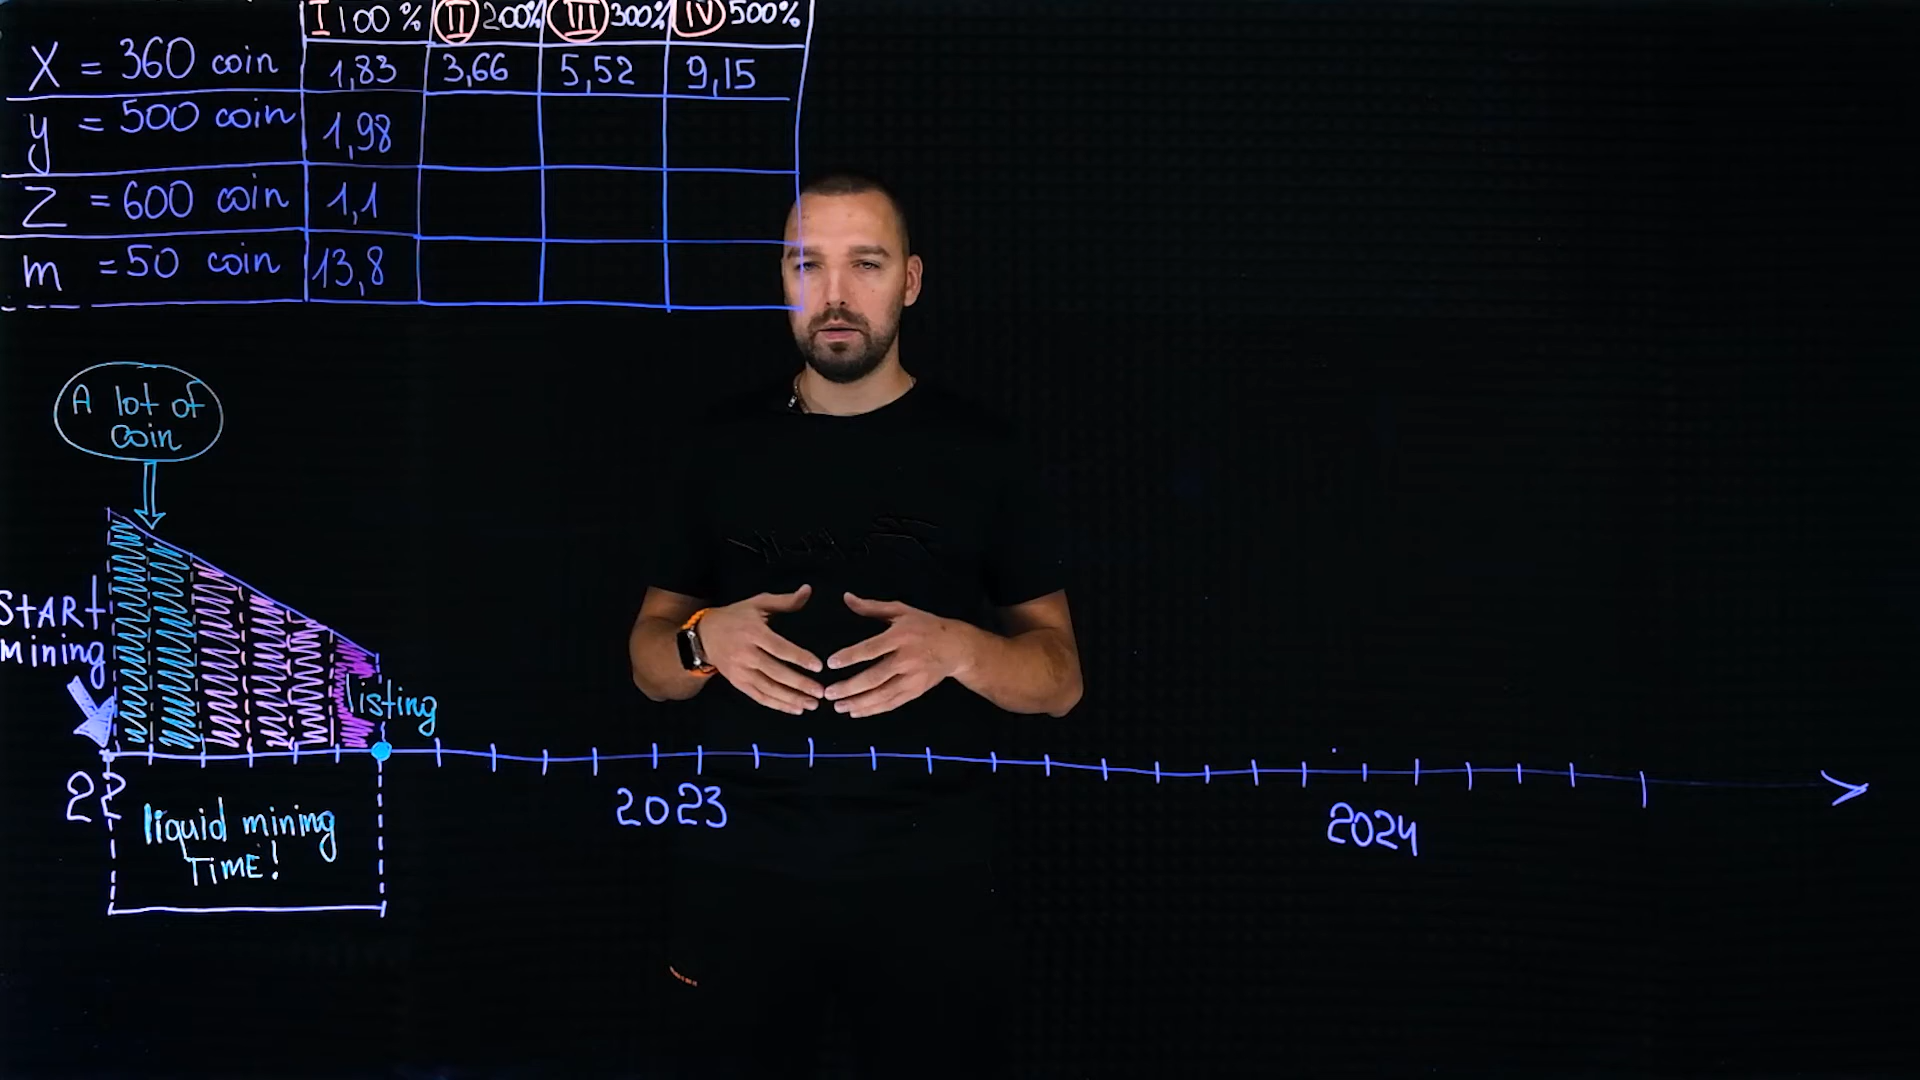 I 100% II 200% III 300% IV 500%
X = 360 coin 1,83 3,66 5,52 9,15
y = 500 coin 1,98
Z = 600 coin 1,1
m = 50 coin 13,8
A lot of
coin
START
mining
listing
22 2023 2024
liquid mining
TIME!